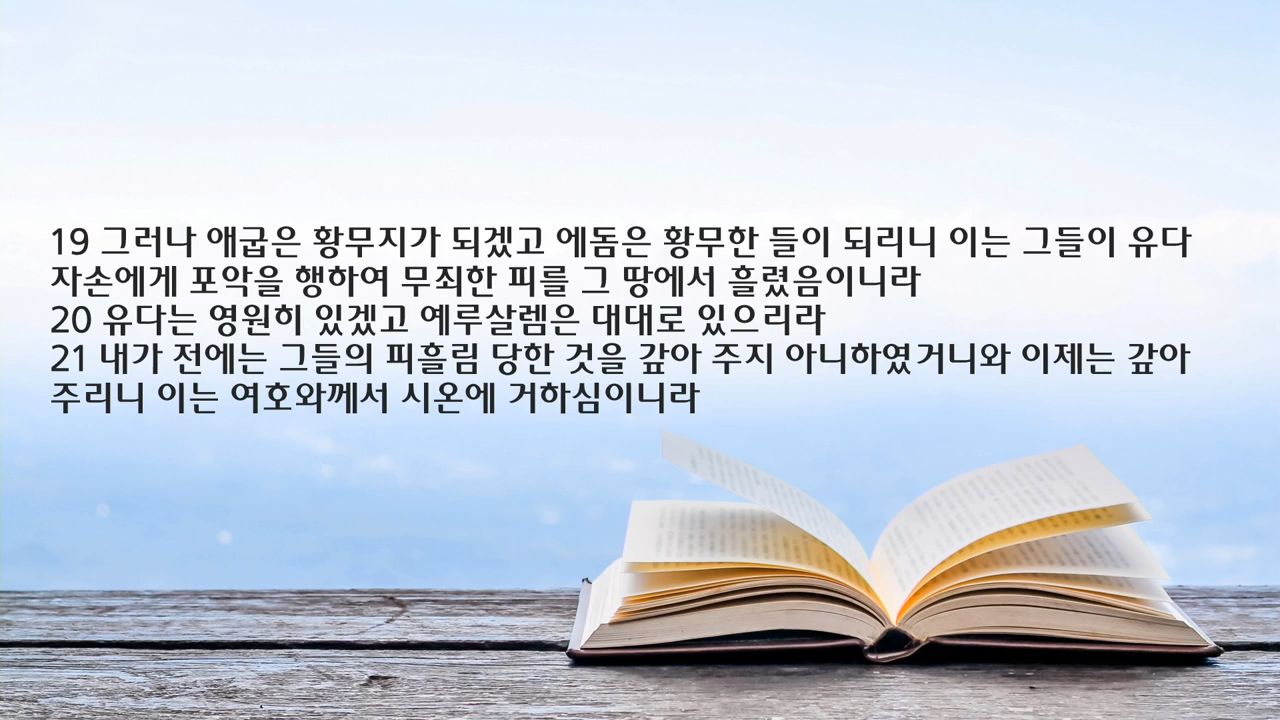 19 그러나 애굽은 황무지가 되겠고 에돔은 황무한 들이 되리니 이는 그들이 유다
자손에게 포악을 행하여 무죄한 피를 그 땅에서 흘렸음이니라
20 유다는 영원히 있겠고 예루살렘은 대대로 있으리라
21 내가 전에는 그들의 피흘림 당한 것을 갚아 주지 아니하였거니와 이제는 갚아
주리니 이는 여호와께서 시온에 거하심이니라